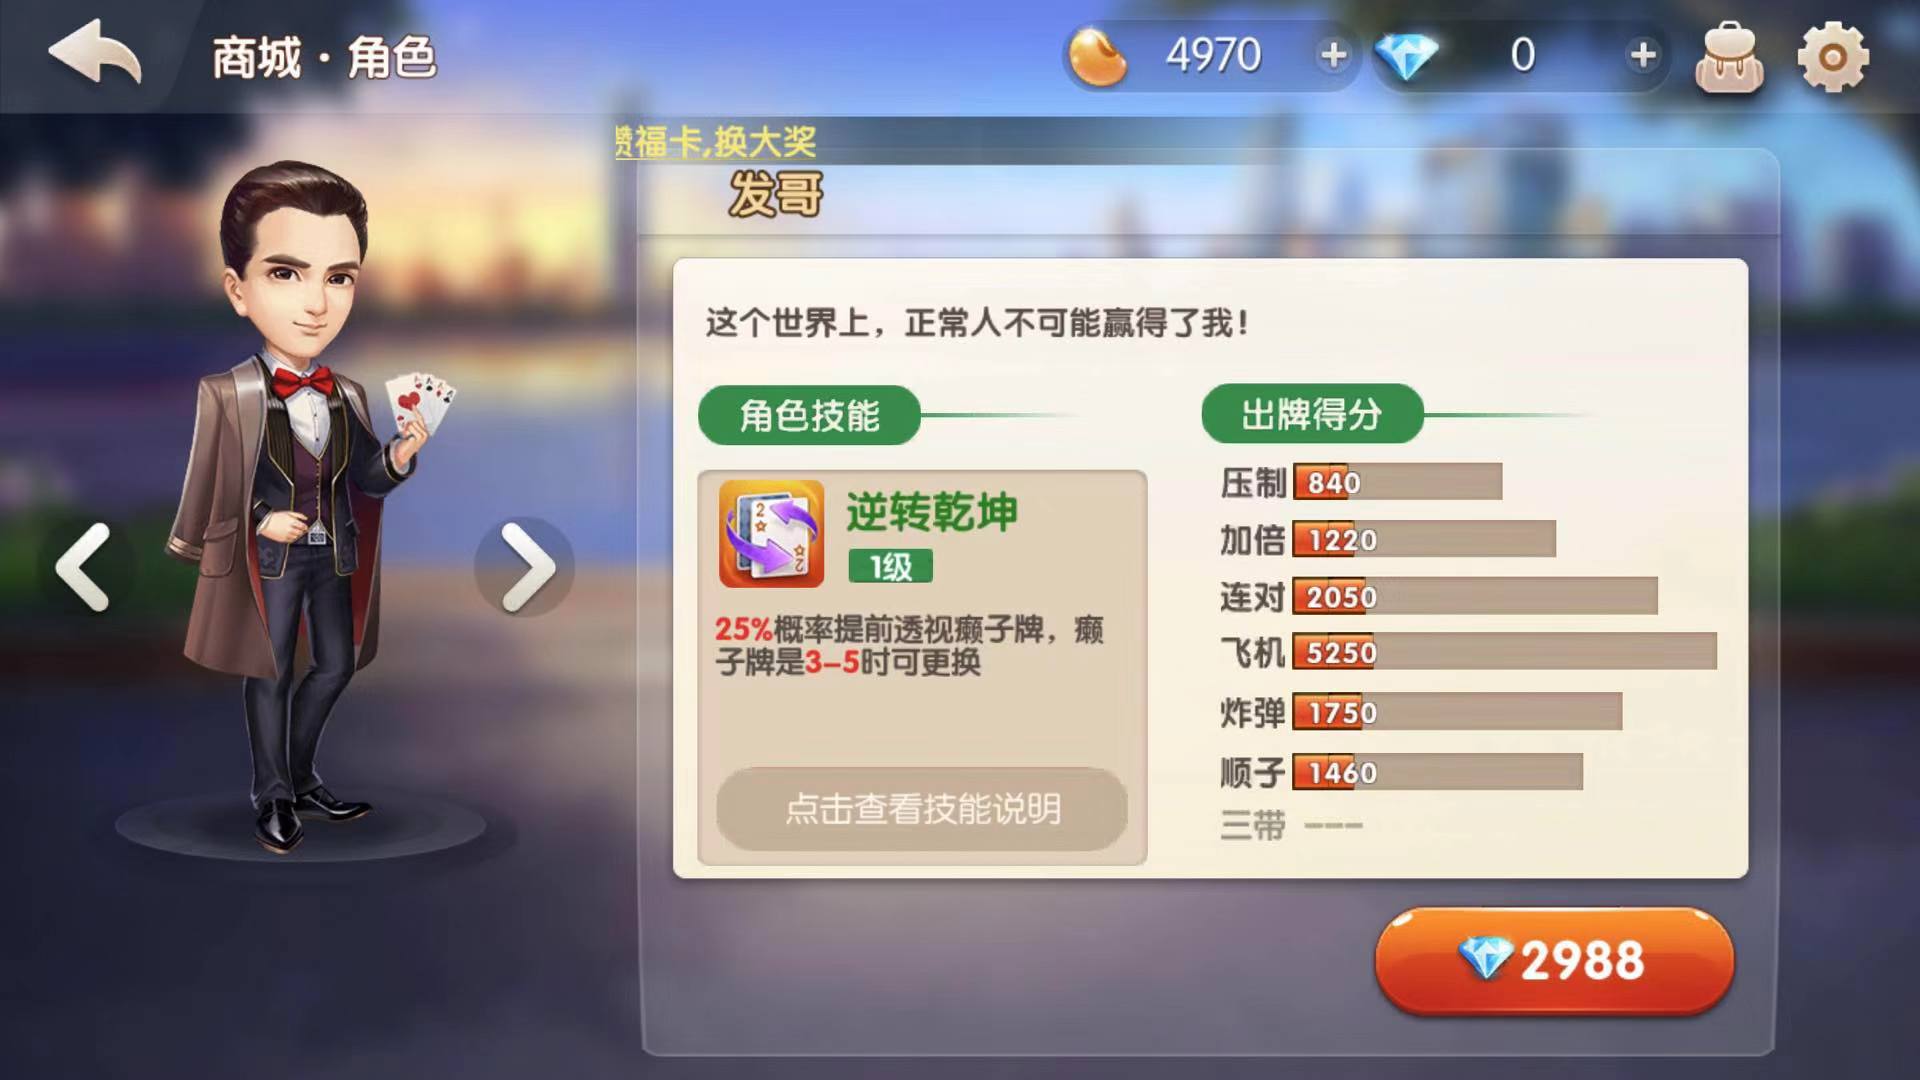 商城·角色
4970
0
赞福卡,换大奖
发哥
这个世界上，正常人不可能赢得了我！
角色技能
逆转乾坤
1级
25%概率提前透视癞子牌，癞
子牌是3-5时可更换
点击查看技能说明
出牌得分
压制 840
加倍 1220
连对 2050
飞机 5250
炸弹 1750
顺子 1460
三带 ---
2988